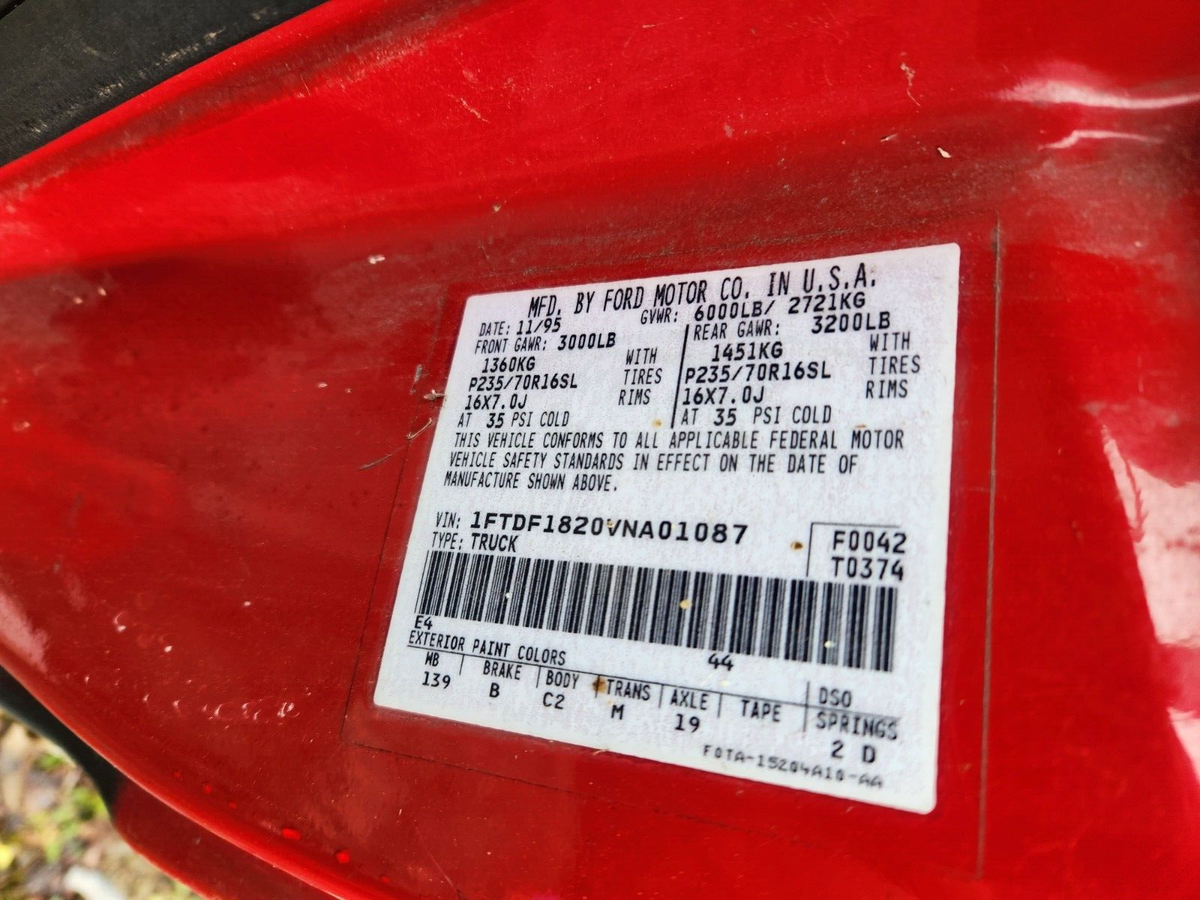 MFD. BY FORD MOTOR CO. IN U.S.A.
DATE: 11/95 GVWR: 6000LB/ 2721KG
FRONT GAWR: 3000LB REAR GAWR: 3200LB
1360KG WITH 1451KG WITH
P235/70R16SL TIRES P235/70R16SL TIRES
16X7.0J RIMS 16X7.0J RIMS
AT 35 PSI COLD AT 35 PSI COLD
THIS VEHICLE CONFORMS TO ALL APPLICABLE FEDERAL MOTOR
VEHICLE SAFETY STANDARDS IN EFFECT ON THE DATE OF
MANUFACTURE SHOWN ABOVE.
VIN: 1FTDF1820VNA01087 F0042
TYPE: TRUCK T0374
E4 44
EXTERIOR PAINT COLORS DSO
WB BRAKE BODY TRANS AXLE TAPE SPRINGS
139 B C2 M 19 2 D
F0TA-15204A10-AA